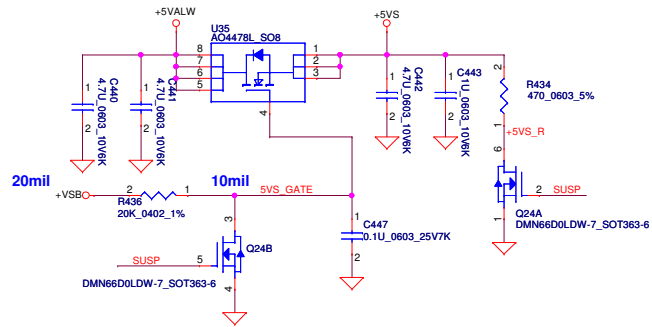 +5VALW
U35
AO4478L_SO8
+5VS
8
7
6
5
1
2
3
4
1
C440
4.7U_0603_10V6K
2
1
C441
4.7U_0603_10V6K
2
1
C442
4.7U_0603_10V6K
2
1
C443
1U_0603_10V6K
2
2
R434
470_0603_5%
1
+5VS_R
6
2
SUSP
1
Q24A
DMN66D0LDW-7_SOT363-6
20mil
10mil
+VSB
2
1
R436
20K_0402_1%
5VS_GATE
3
Q24B
SUSP
5
4
DMN66D0LDW-7_SOT363-6
1
C447
0.1U_0603_25V7K
2